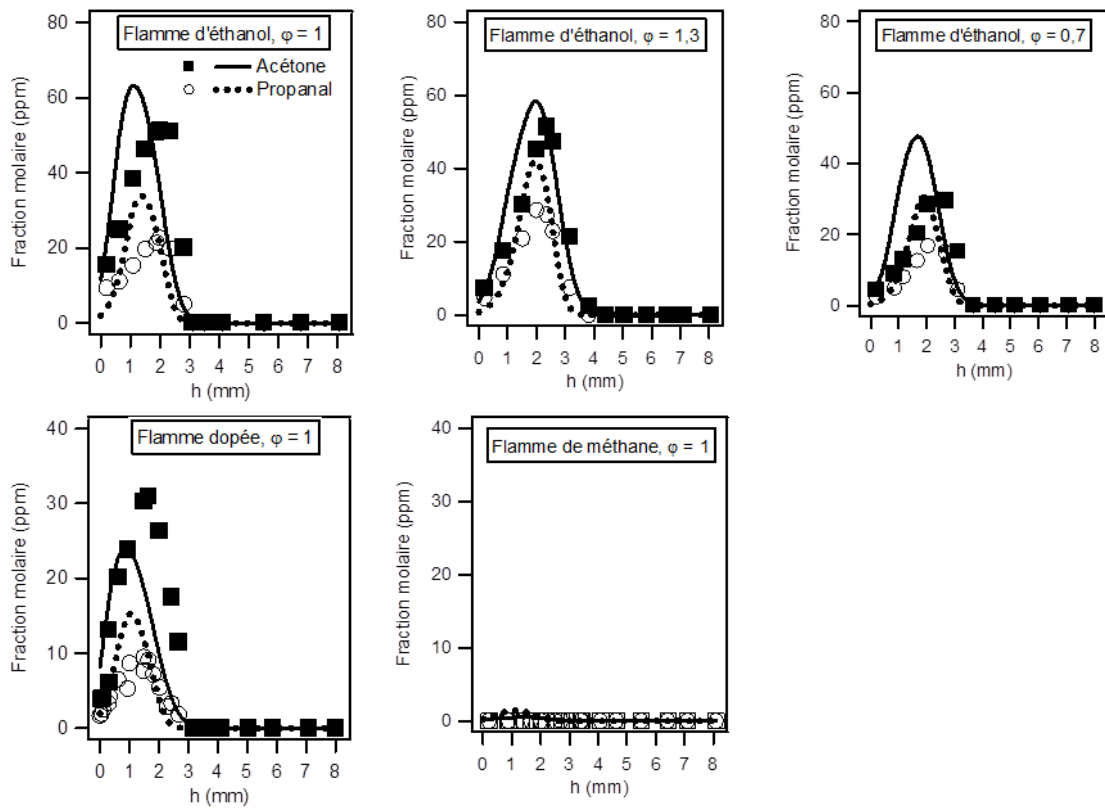 Flamme d'éthanol, φ = 1
Acétone
Propanal
Fraction molaire (ppm)
80
60
40
20
0
0 1 2 3 4 5 6 7 8
h (mm)
Flamme d'éthanol, φ = 1,3
Fraction molaire (ppm)
80
60
40
20
0
0 1 2 3 4 5 6 7 8
h (mm)
Flamme d'éthanol, φ = 0,7
Fraction molaire (ppm)
80
60
40
20
0
0 1 2 3 4 5 6 7 8
h (mm)
Flamme dopée, φ = 1
Fraction molaire (ppm)
40
30
20
10
0
0 1 2 3 4 5 6 7 8
h (mm)
Flamme de méthane, φ = 1
Fraction molaire (ppm)
40
30
20
10
0
0 1 2 3 4 5 6 7 8
h (mm)